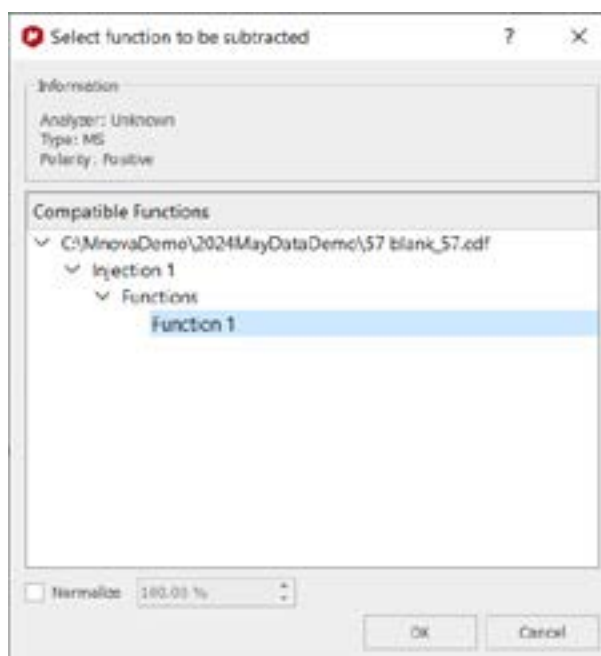 Select function to be subtracted
Information
Analyzer: Unknown
Type: MS
Polarity: Positive
Compatible Functions
C:\MnovaDemo\2024MayDataDemo\57 blank_57.cdf
Injection 1
Functions
Function 1
Normalize 100.00 %
OK Cancel